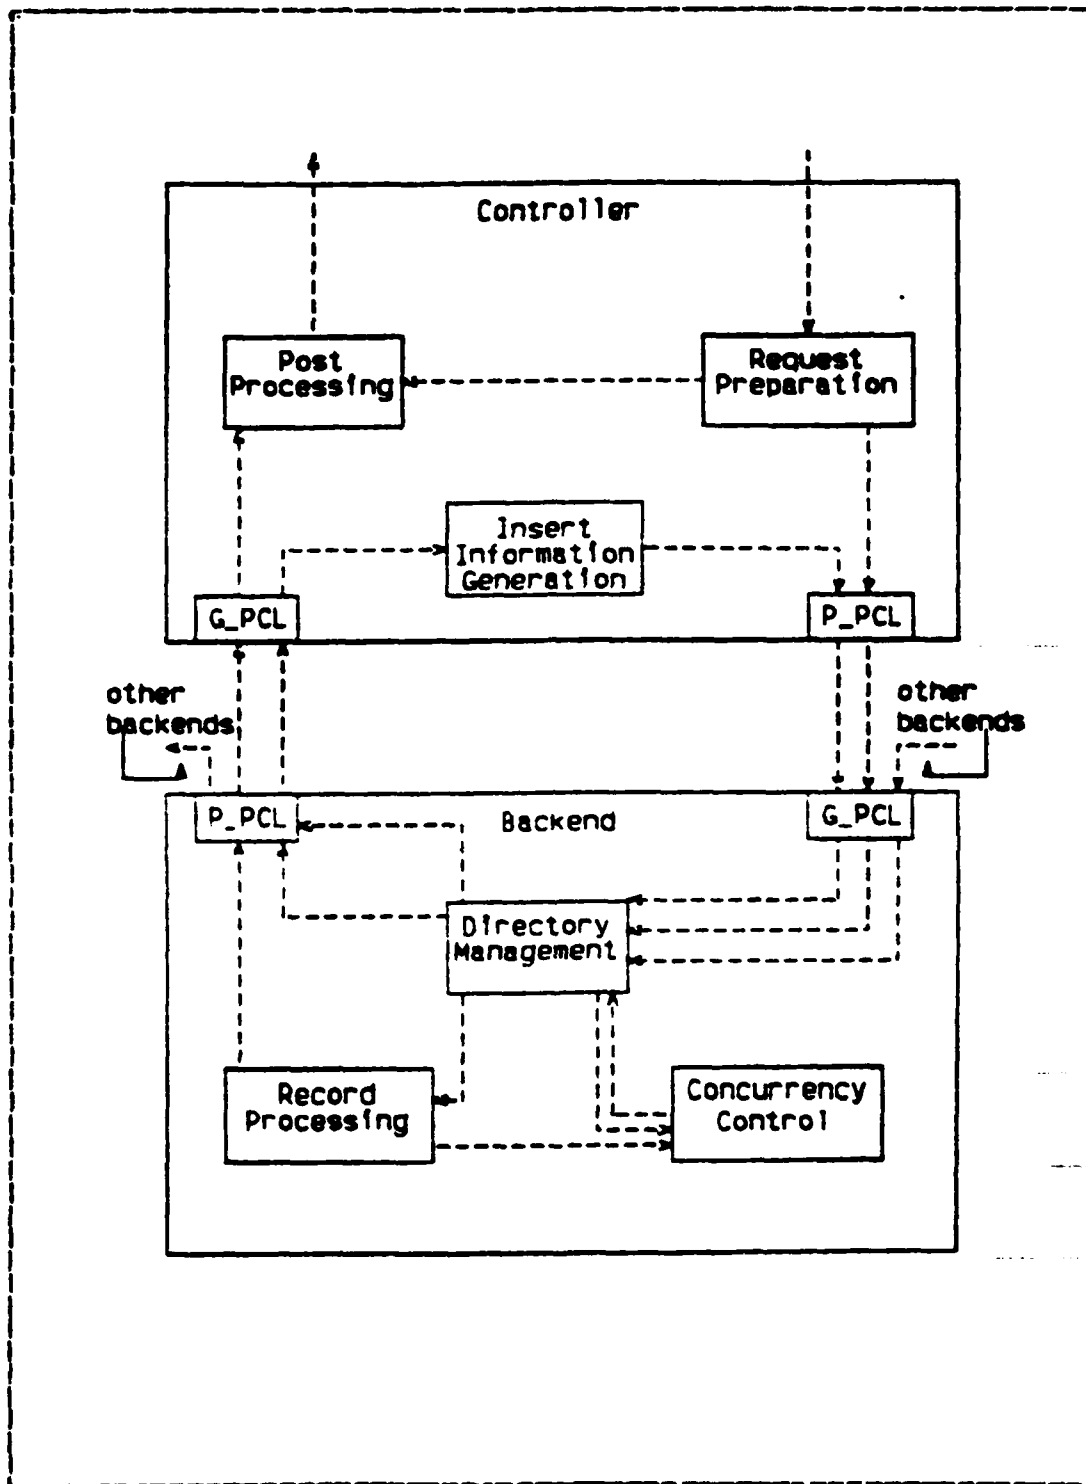 Controller
Post
Processing
Request
Preparation
Insert
Information
Generation
G_PCL
P_PCL
other
backends
other
backends
P_PCL
Backend
G_PCL
Directory
Management
Record
Processing
Concurrency
Control